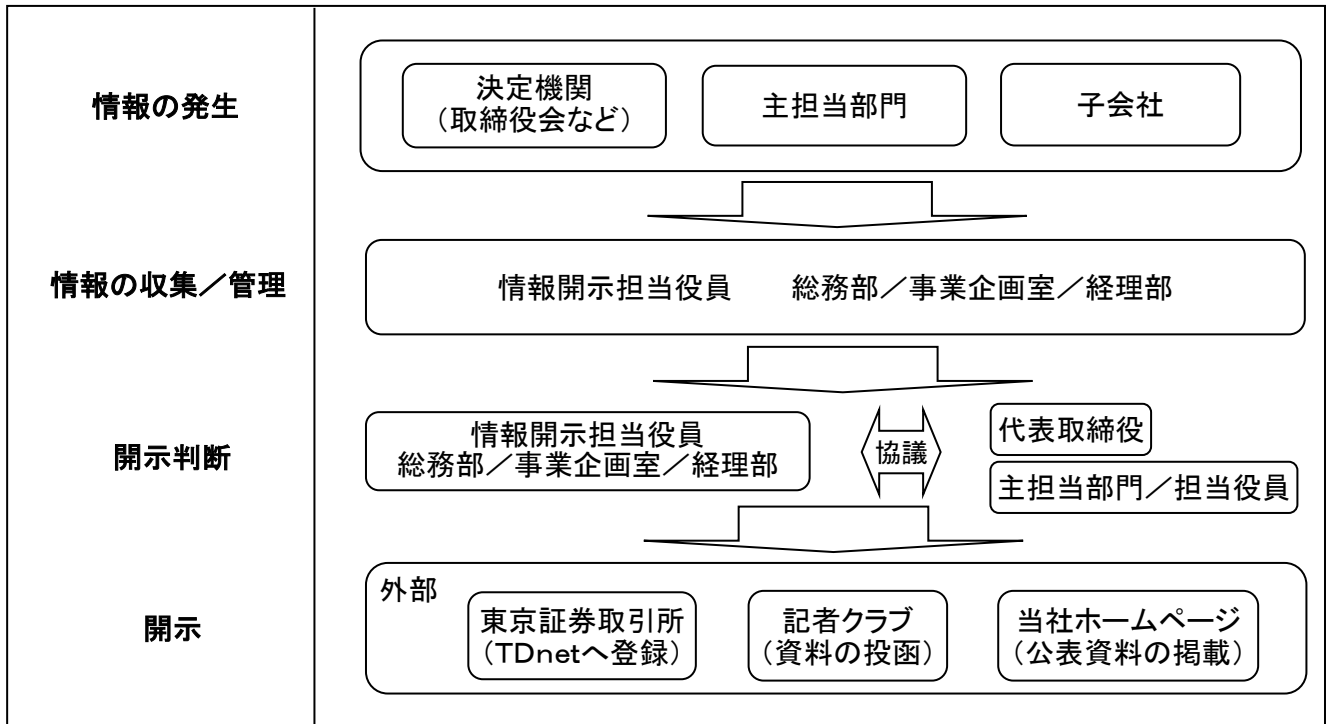 情報の発生
決定機関
（取締役会など）
主担当部門
子会社
情報の収集／管理
情報開示担当役員　　総務部／事業企画室／経理部
開示判断
情報開示担当役員
総務部／事業企画室／経理部
協議
代表取締役
主担当部門／担当役員
開示
外部
東京証券取引所
（TDnetへ登録）
記者クラブ
（資料の投函）
当社ホームページ
（公表資料の掲載）